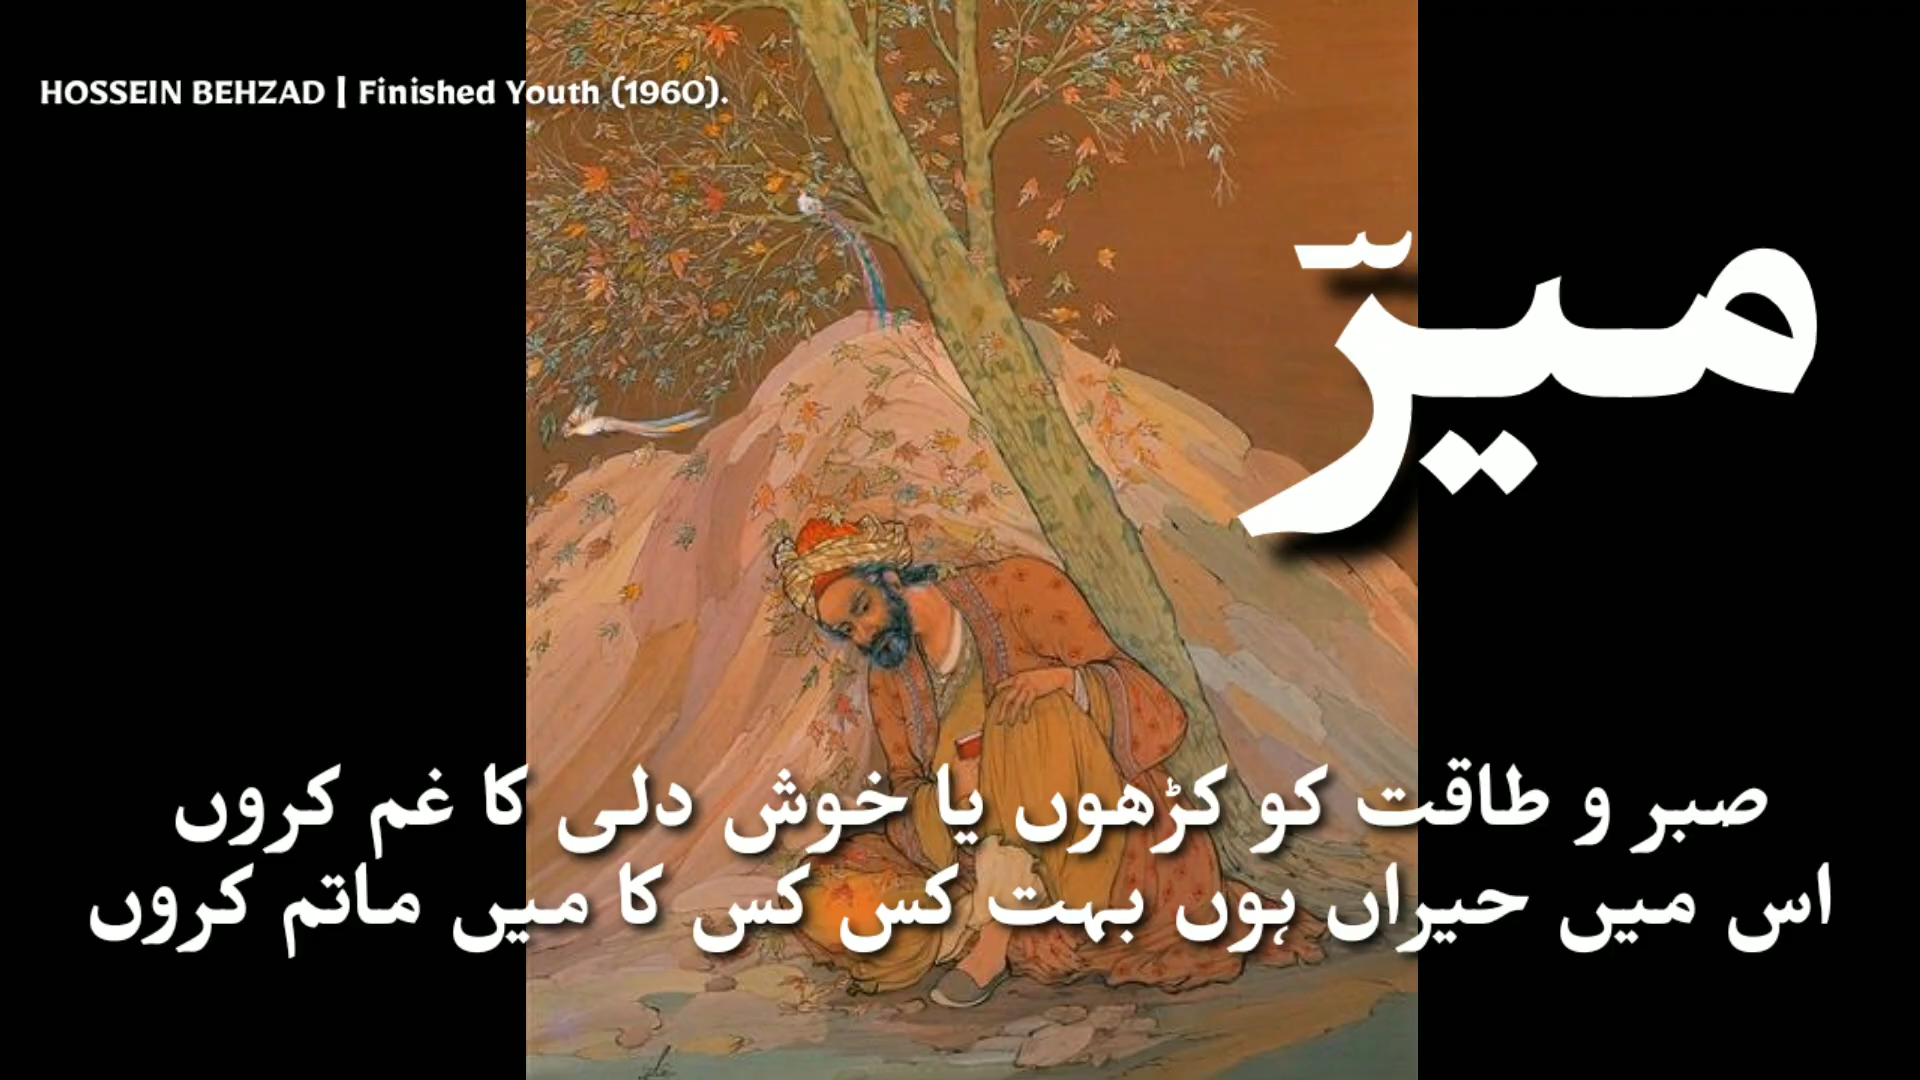 HOSSEIN BEHZAD | Finished Youth (1960).
میرؔ
صبر و طاقت کو کڑھوں یا خوش دلی کا غم کروں
اس میں حیراں ہوں بہت کس کس کا میں ماتم کروں